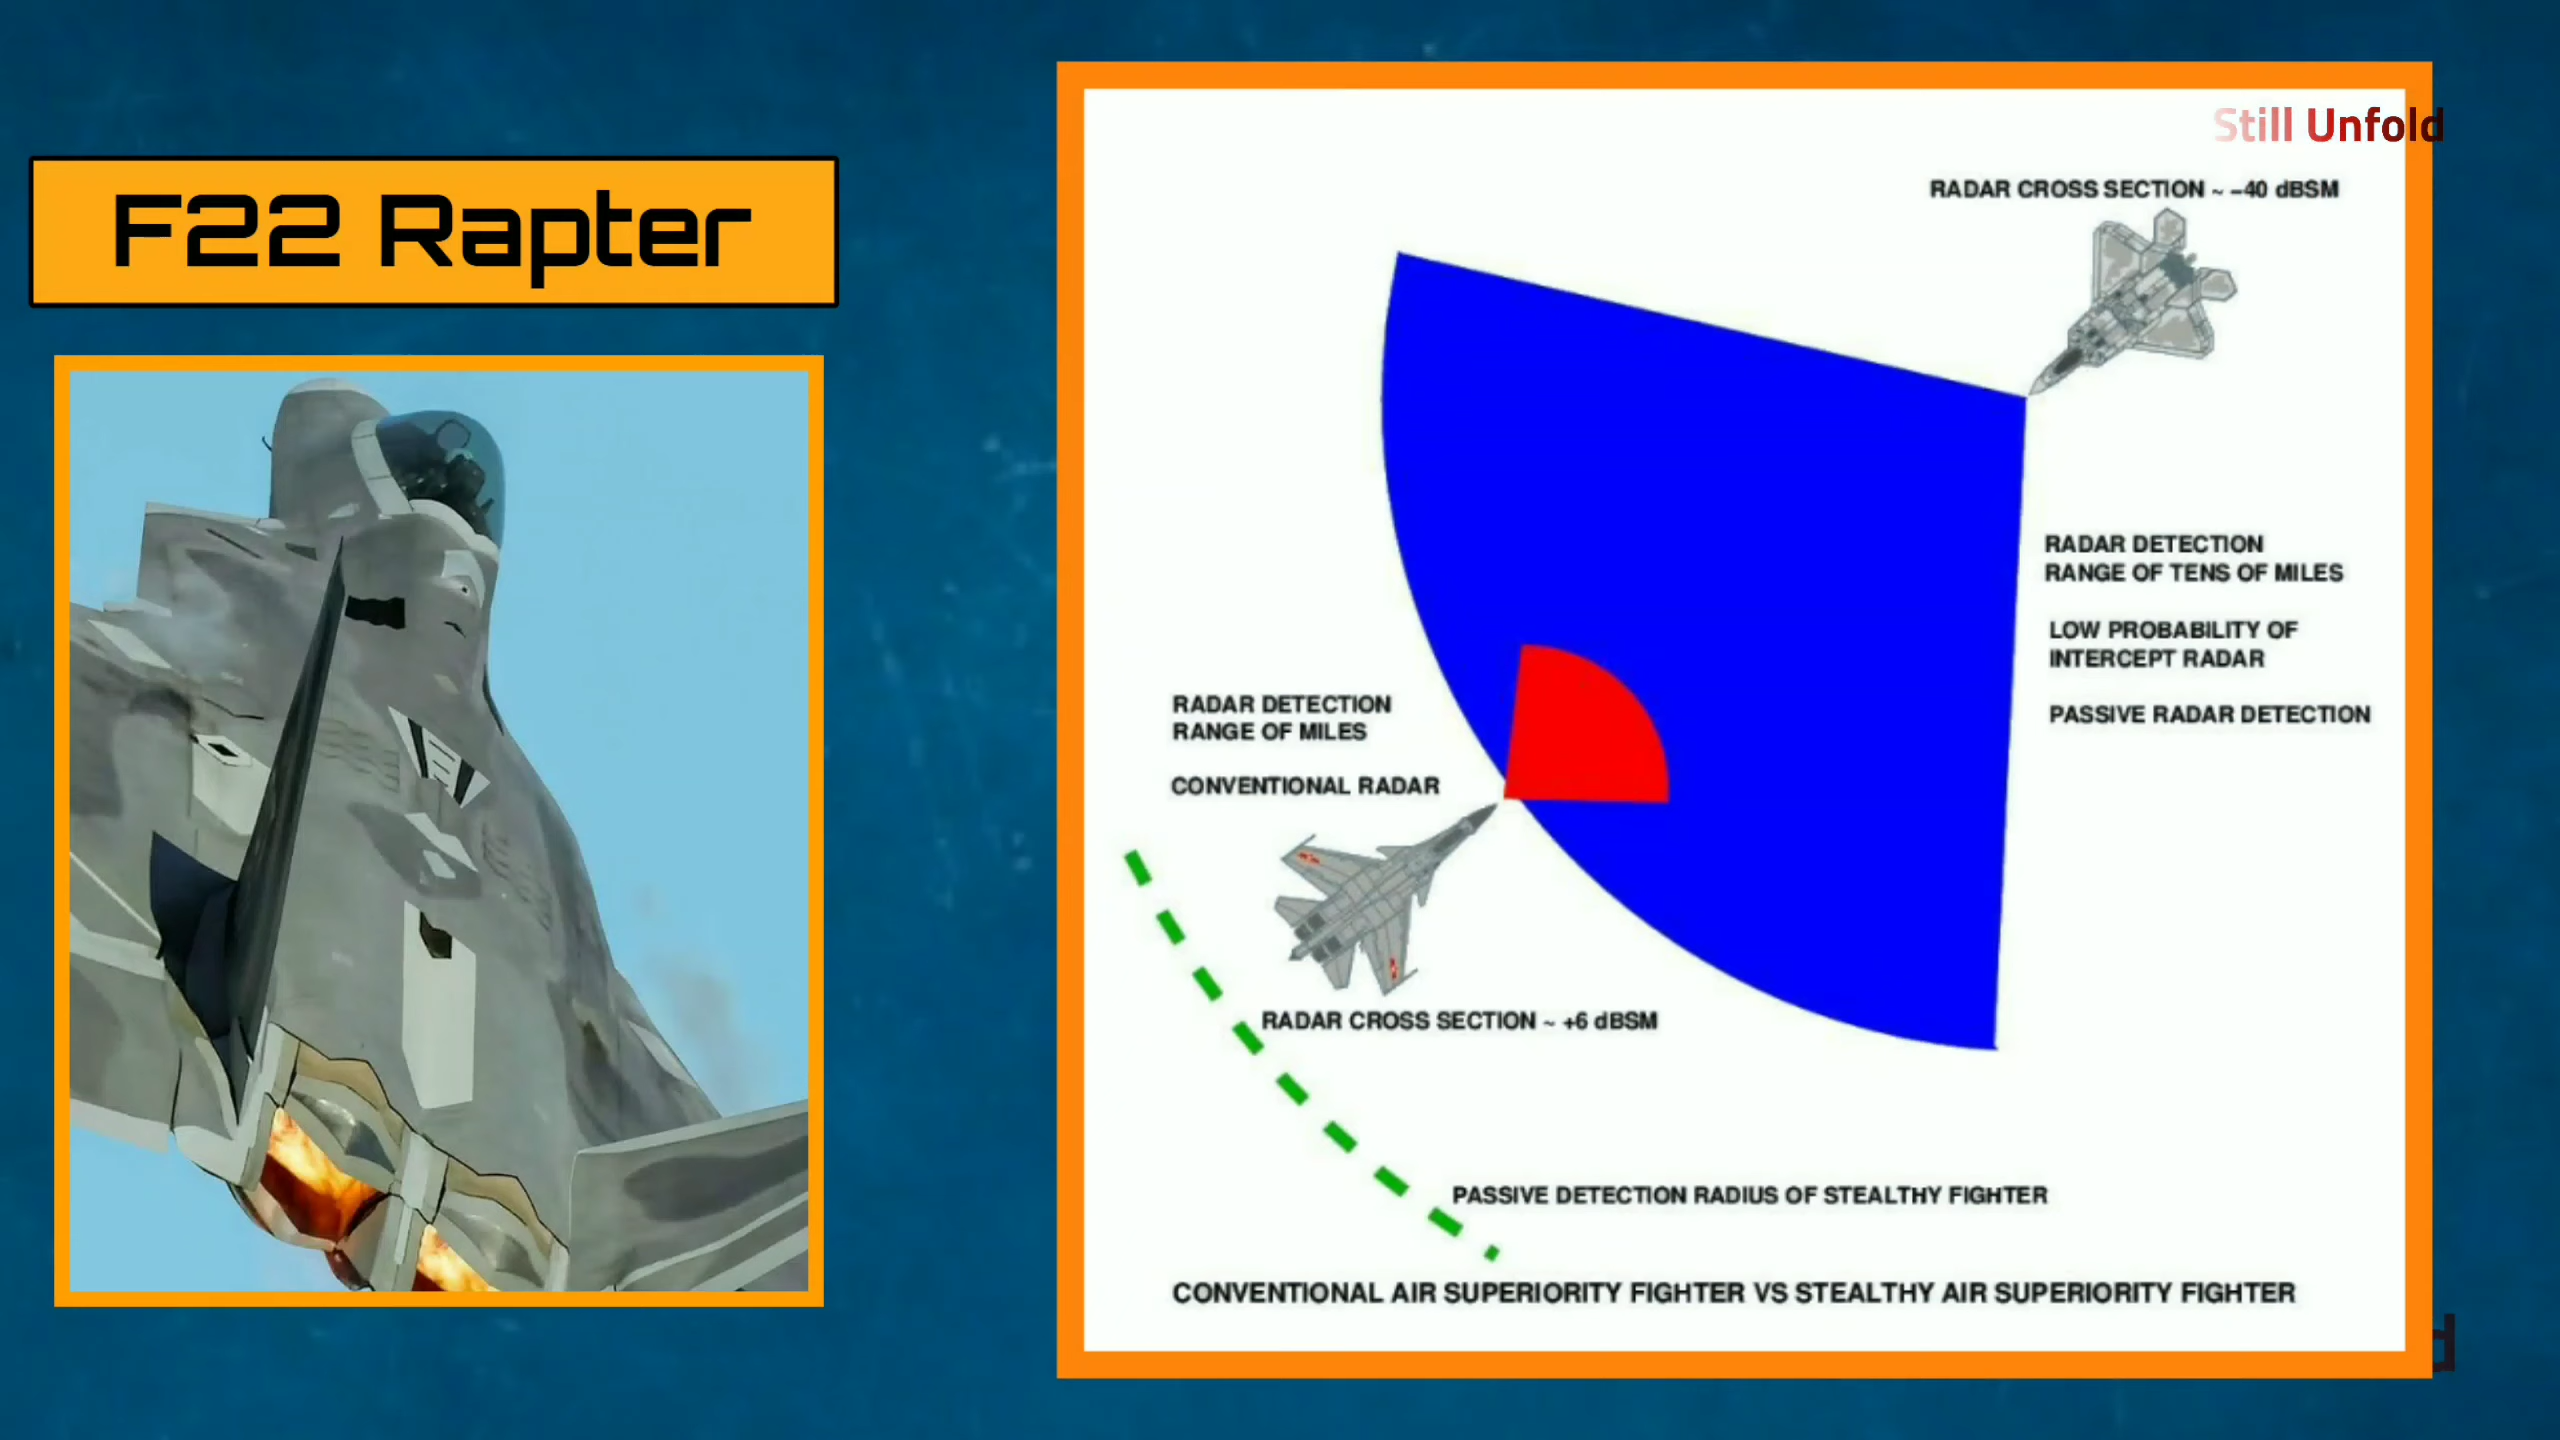 Still Unfold
F22 Rapter
RADAR CROSS SECTION ~ -40 dBSM
RADAR DETECTION
RANGE OF TENS OF MILES
LOW PROBABILITY OF
INTERCEPT RADAR
PASSIVE RADAR DETECTION
RADAR DETECTION
RANGE OF MILES
CONVENTIONAL RADAR
RADAR CROSS SECTION ~ +6 dBSM
PASSIVE DETECTION RADIUS OF STEALTHY FIGHTER
CONVENTIONAL AIR SUPERIORITY FIGHTER VS STEALTHY AIR SUPERIORITY FIGHTER
d